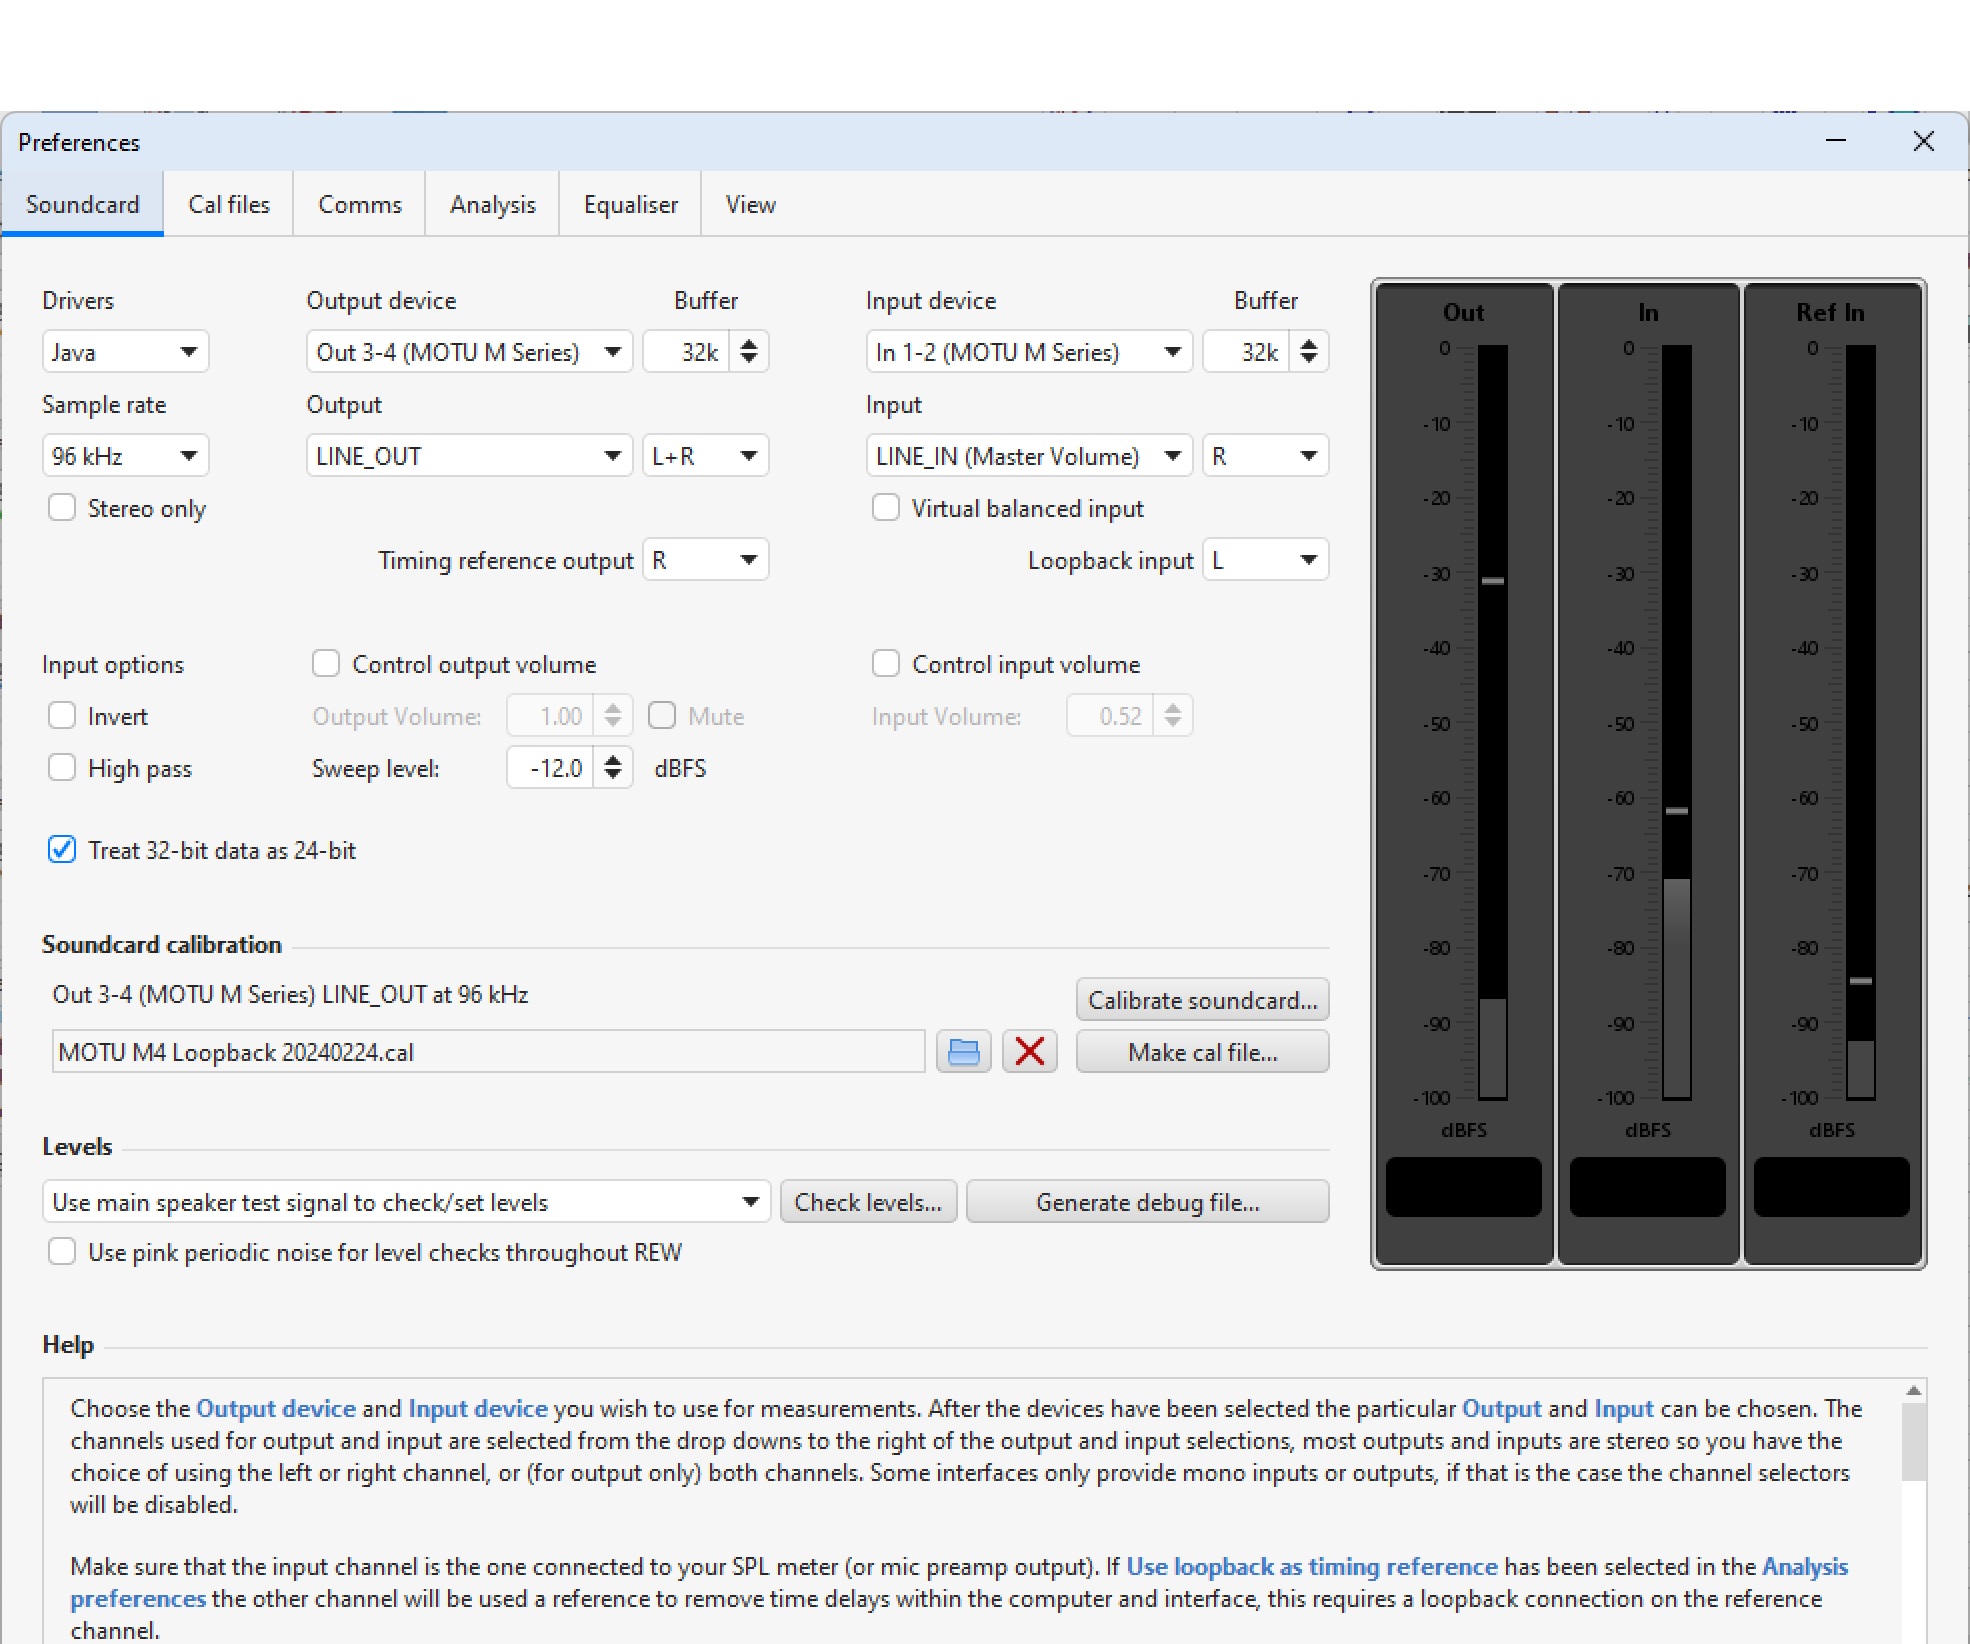 Preferences
Soundcard Cal files Comms Analysis Equaliser View
Drivers Output device Buffer Input device Buffer
Java Out 3-4 (MOTU M Series) 32k In 1-2 (MOTU M Series) 32k
Sample rate Output Input
96 kHz LINE_OUT L+R LINE_IN (Master Volume) R
Stereo only Virtual balanced input
Timing reference output R Loopback input L
Input options Control output volume Control input volume
Invert Output Volume: 1.00 Mute Input Volume: 0.52
High pass Sweep level: -12.0 dBFS
Treat 32-bit data as 24-bit
Soundcard calibration
Out 3-4 (MOTU M Series) LINE_OUT at 96 kHz Calibrate soundcard...
MOTU M4 Loopback 20240224.cal Make cal file...
Levels
Use main speaker test signal to check/set levels Check levels... Generate debug file...
Use pink periodic noise for level checks throughout REW
Out In Ref In
0 0 0
-10 -10 -10
-20 -20 -20
-30 -30 -30
-40 -40 -40
-50 -50 -50
-60 -60 -60
-70 -70 -70
-80 -80 -80
-90 -90 -90
-100 -100 -100
dBFS dBFS dBFS
Help
Choose the Output device and Input device you wish to use for measurements. After the devices have been selected the particular Output and Input can be chosen. The
channels used for output and input are selected from the drop downs to the right of the output and input selections, most outputs and inputs are stereo so you have the
choice of using the left or right channel, or (for output only) both channels. Some interfaces only provide mono inputs or outputs, if that is the case the channel selectors
will be disabled.
Make sure that the input channel is the one connected to your SPL meter (or mic preamp output). If Use loopback as timing reference has been selected in the Analysis
preferences the other channel will be used a reference to remove time delays within the computer and interface, this requires a loopback connection on the reference
channel.